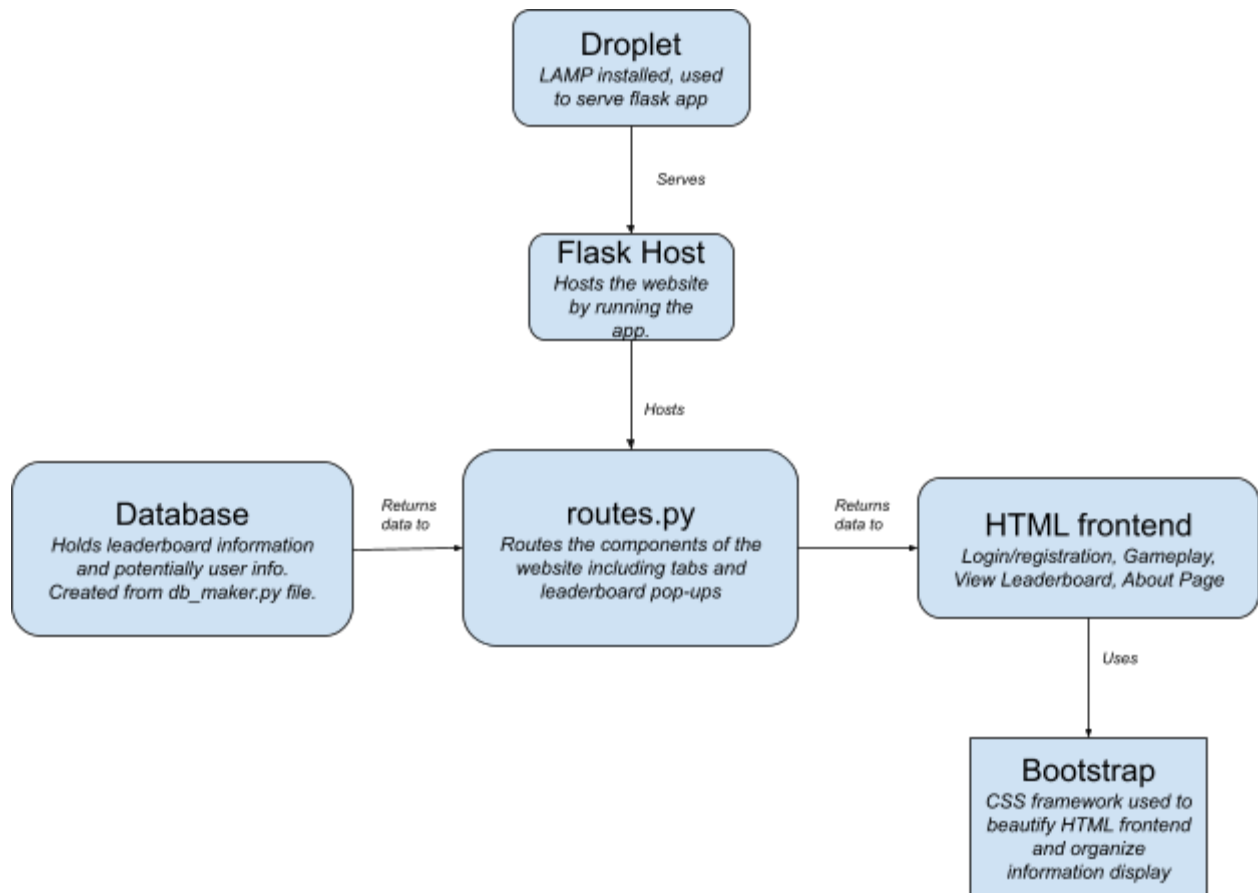 Droplet
LAMP installed, used
to serve flask app
Serves
Flask Host
Hosts the website
by running the
app.
Hosts
Database
Holds leaderboard information
and potentially user info.
Created from db_maker.py file.
Returns
data to
routes.py
Routes the components of the
website including tabs and
leaderboard pop-ups
Returns
data to
HTML frontend
Login/registration, Gameplay,
View Leaderboard, About Page
Uses
Bootstrap
CSS framework used to
beautify HTML frontend
and organize
information display